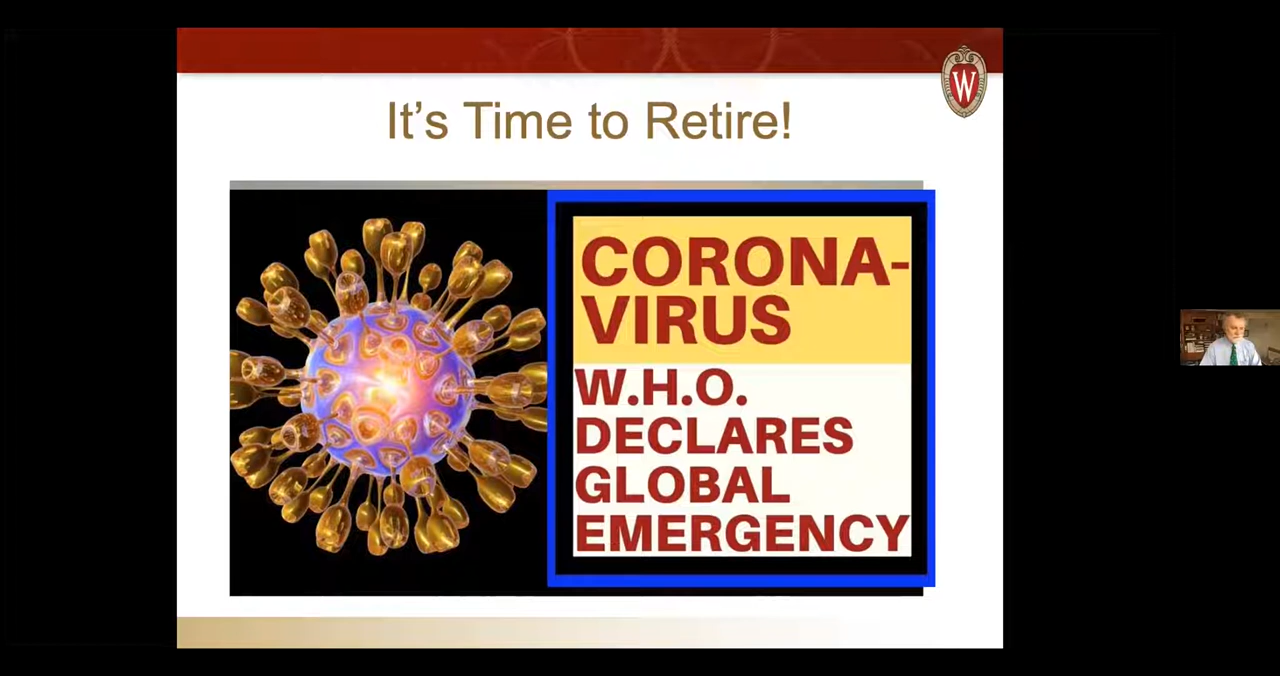 It's Time to Retire!
W
CORONA-
VIRUS
W.H.O.
DECLARES
GLOBAL
EMERGENCY